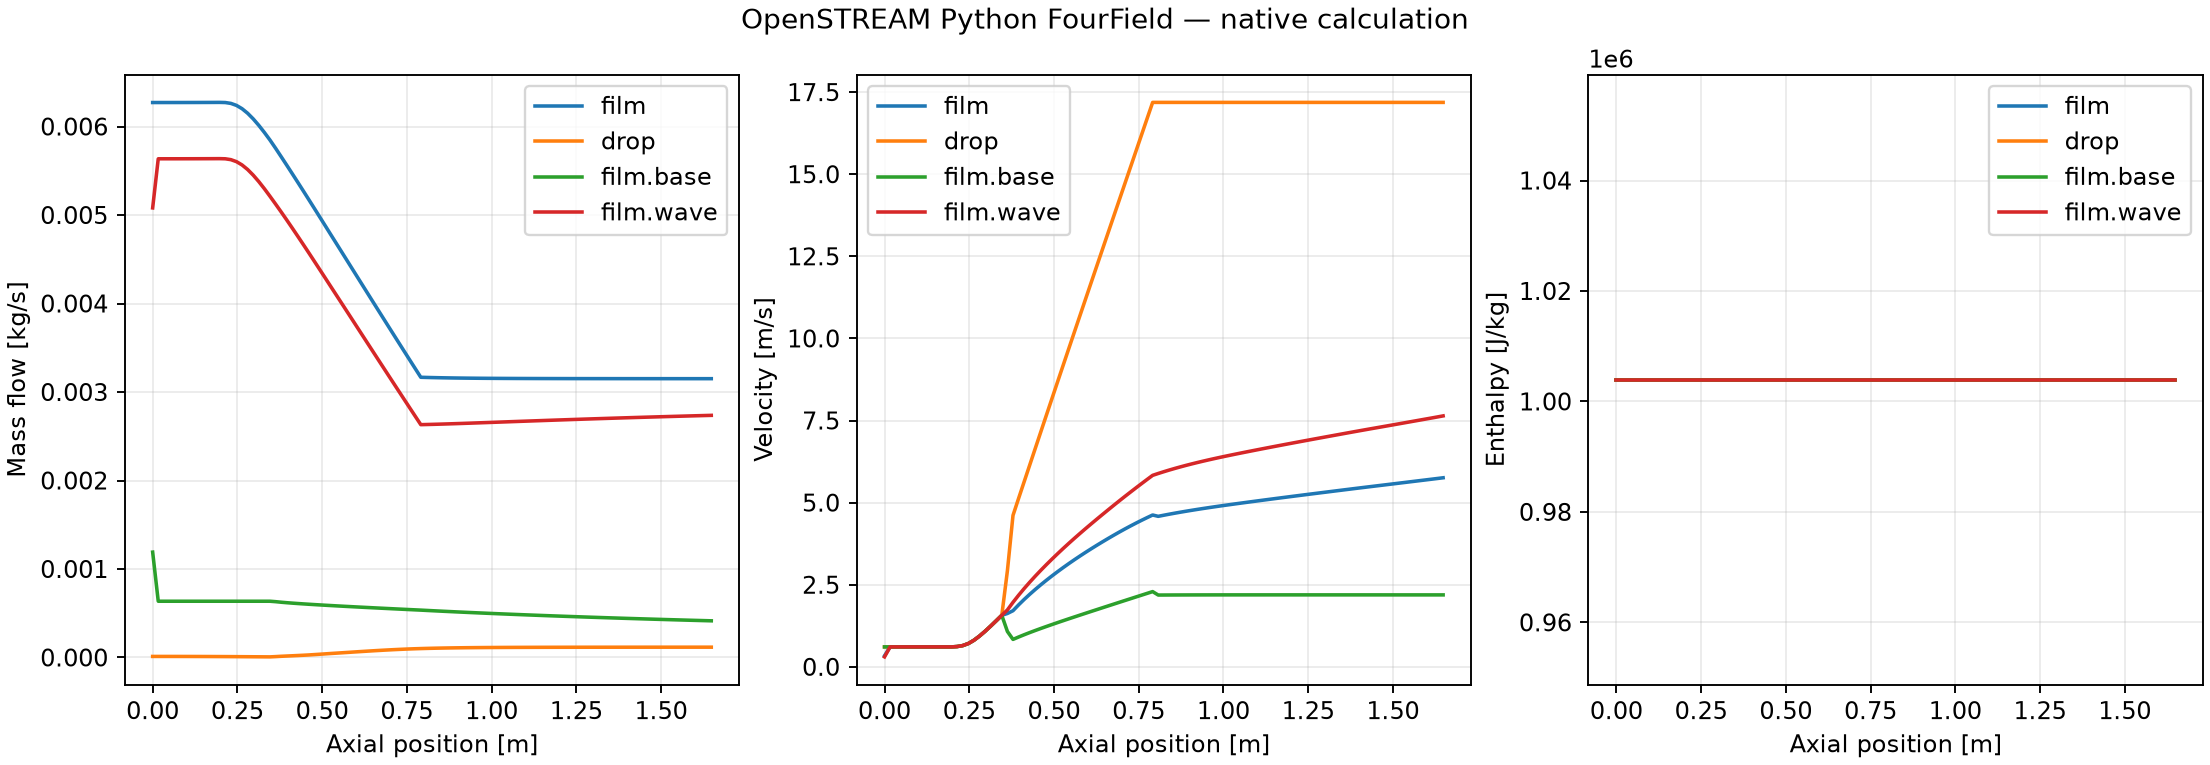 OpenSTREAM Python FourField — native calculation
0.006
0.005
0.004
0.003
0.002
0.001
0.000
Mass flow [kg/s]
film
drop
film.base
film.wave
0.00 0.25 0.50 0.75 1.00 1.25 1.50
Axial position [m]
17.5
15.0
12.5
10.0
7.5
5.0
2.5
0.0
Velocity [m/s]
film
drop
film.base
film.wave
0.00 0.25 0.50 0.75 1.00 1.25 1.50
Axial position [m]
1e6
1.04
1.02
1.00
0.98
0.96
Enthalpy [J/kg]
film
drop
film.base
film.wave
0.00 0.25 0.50 0.75 1.00 1.25 1.50
Axial position [m]